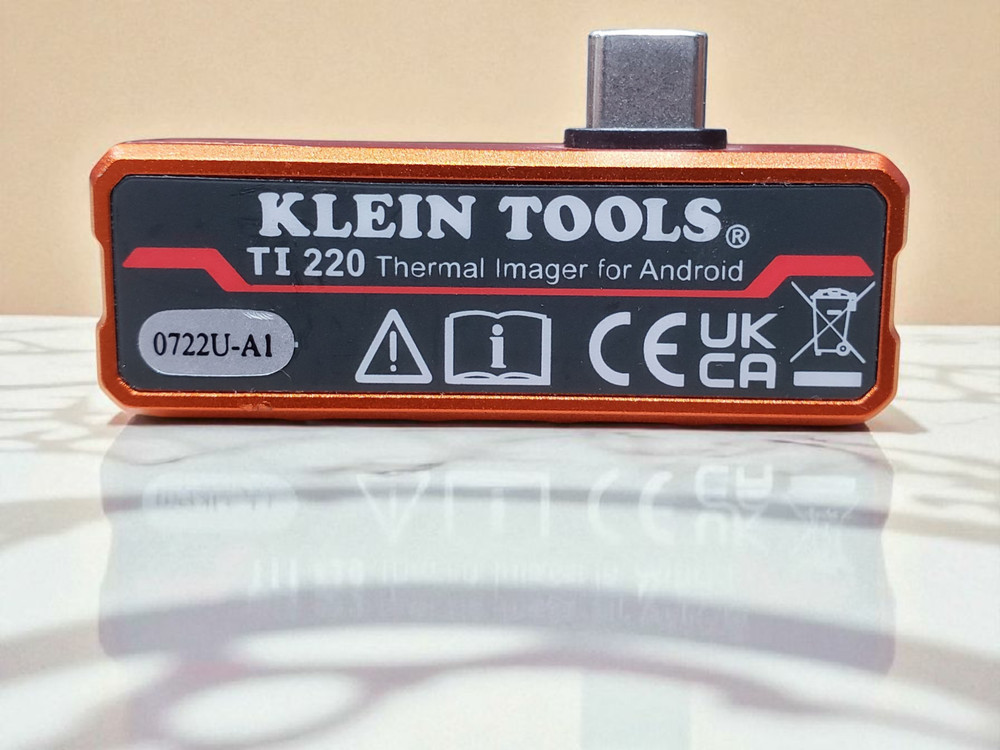 KLEIN TOOLS®
TI 220 Thermal Imager for Android
0722U-A1
i
CE
UK
CA